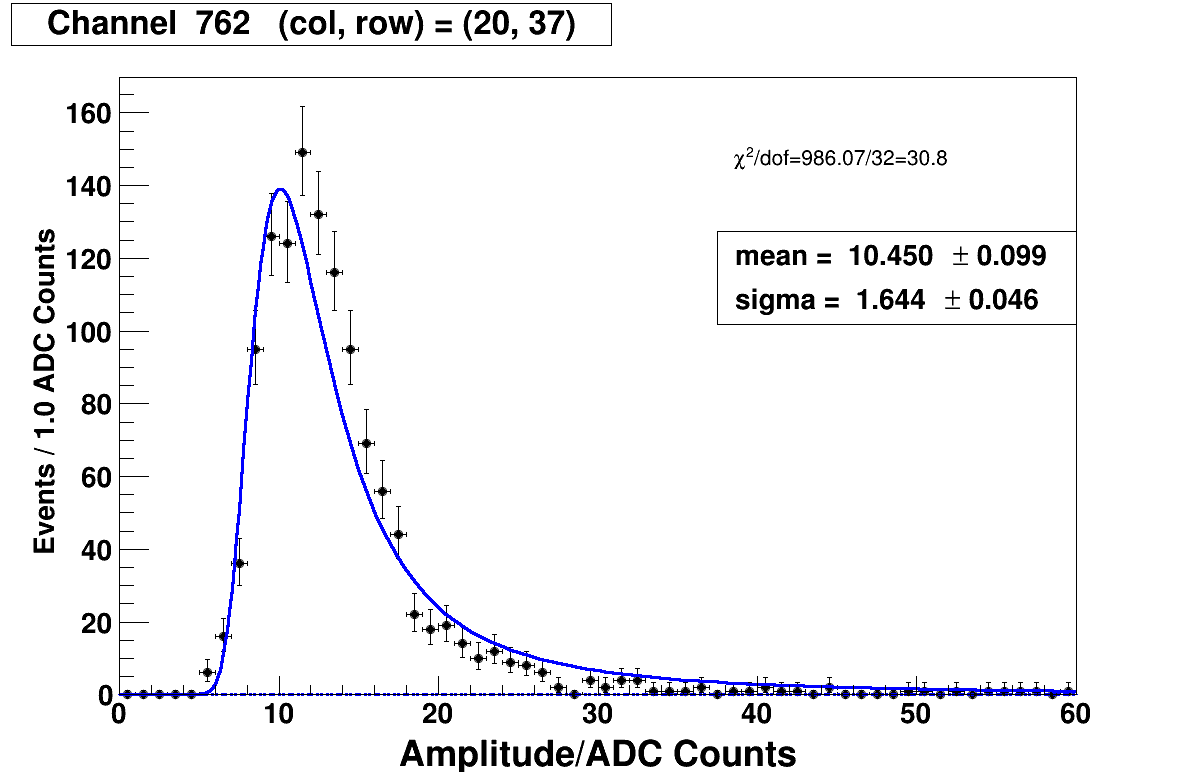 Channel  762   (col, row) = (20, 37)
χ²/dof=986.07/32=30.8
mean =  10.450  ± 0.099
sigma =  1.644  ± 0.046
Events / 1.0 ADC Counts
160
140
120
100
80
60
40
20
0
0 10 20 30 40 50 60
Amplitude/ADC Counts